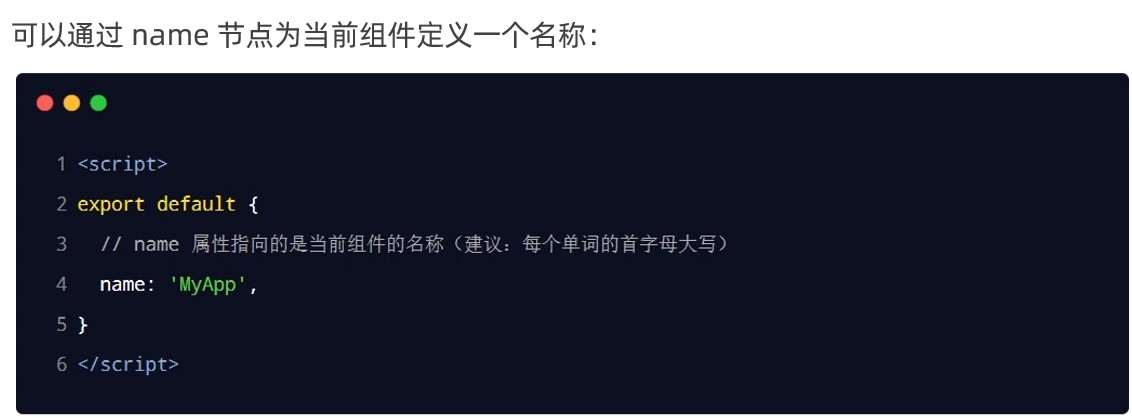 可以通过 name 节点为当前组件定义一个名称：
1 <script>
2 export default {
3   // name 属性指向的是当前组件的名称（建议：每个单词的首字母大写）
4   name: 'MyApp',
5 }
6 </script>